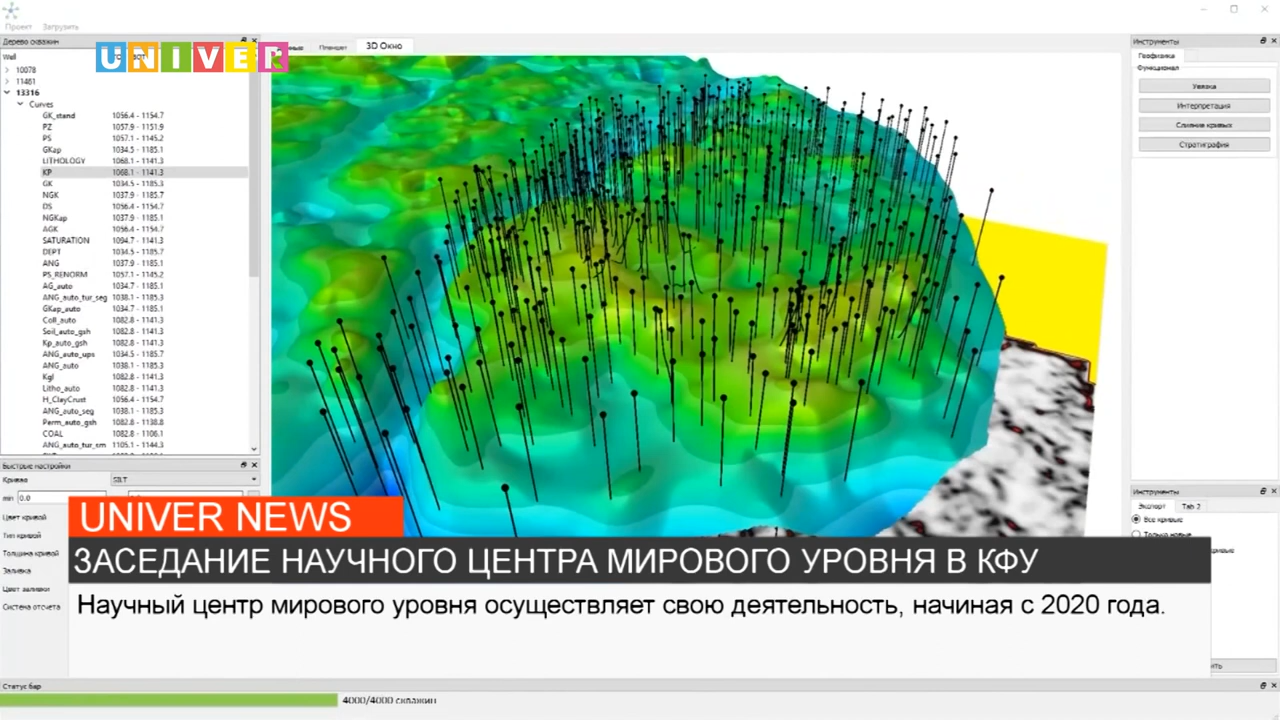 Проект Загрузить
Дерево скважин
UNIVER
Планшет
3D Окно
Well
10078
11461
13316
Curves
GK_stand 1056.4 - 1154.7
PZ 1057.9 - 1151.9
PS 1057.1 - 1145.2
GKap 1034.5 - 1185.1
LITHOLOGY 1068.1 - 1141.3
KP 1068.1 - 1141.3
GK 1034.5 - 1185.3
NGK 1037.9 - 1185.7
DS 1056.4 - 1154.7
NGKap 1037.9 - 1185.1
AGK 1056.4 - 1154.7
SATURATION 1094.7 - 1141.3
DEPT 1034.5 - 1185.7
ANG 1037.9 - 1185.1
PS_RENORM 1057.1 - 1145.2
AG_auto 1034.7 - 1185.1
ANG_auto_tur_seg 1038.1 - 1185.3
GKap_auto 1034.7 - 1185.1
Coll_auto 1082.8 - 1141.3
Soil_auto_gsh 1082.8 - 1141.3
Kp_auto_gsh 1082.8 - 1141.3
ANG_auto_ups 1034.5 - 1185.7
ANG_auto 1038.1 - 1185.3
Kgl 1082.8 - 1141.3
Litho_auto 1082.8 - 1141.3
H_ClayCrust 1056.4 - 1154.7
ANG_auto_seg 1038.1 - 1185.3
Perm_auto_gsh 1082.8 - 1138.8
COAL 1082.8 - 1106.1
ANG_auto_tur_sm 1105.1 - 1144.3
Инструменты
Геофизика
Функционал
Увязка
Интерпретация
Слияние кривых
Стратиграфия
Быстрые настройки
Кривая SILT
min 0.0
Цвет кривой
Тип кривой
Толщина кривой
Заливка
Цвет заливки
Система отсчета
Инструменты
Экспорт Tab 2
Все кривые
Только новые
UNIVER NEWS
ЗАСЕДАНИЕ НАУЧНОГО ЦЕНТРА МИРОВОГО УРОВНЯ В КФУ
Научный центр мирового уровня осуществляет свою деятельность, начиная с 2020 года.
Статус бар
4000/4000 скважин